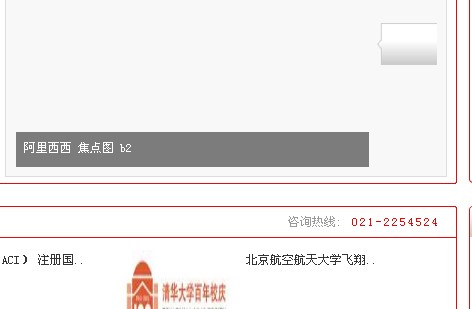 阿里西西 焦点图 b2
咨询热线: 021-2254524
ACI） 注册国..
北京航空航天大学飞翔..
清华大学百年校庆